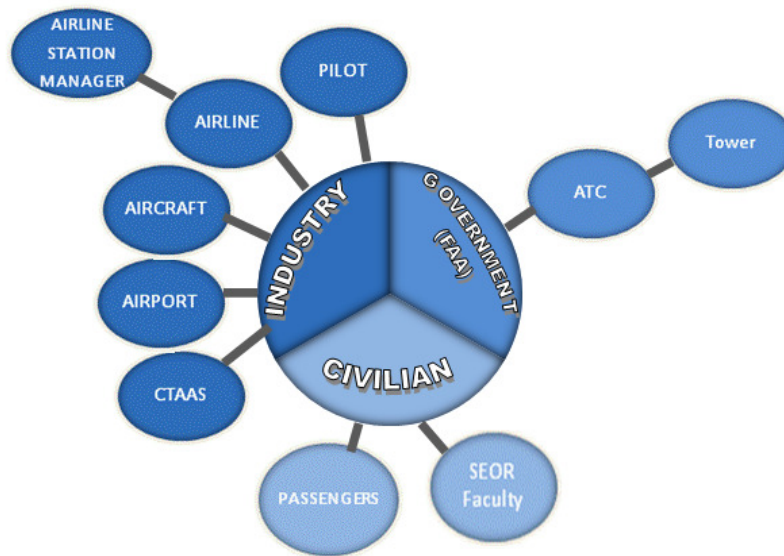 AIRLINE
STATION
MANAGER
PILOT
AIRLINE
Tower
ATC
AIRCRAFT
INDUSTRY
GOVERNMENT
(FAA)
AIRPORT
CIVILIAN
CTAAS
PASSENGERS
SEOR
Faculty